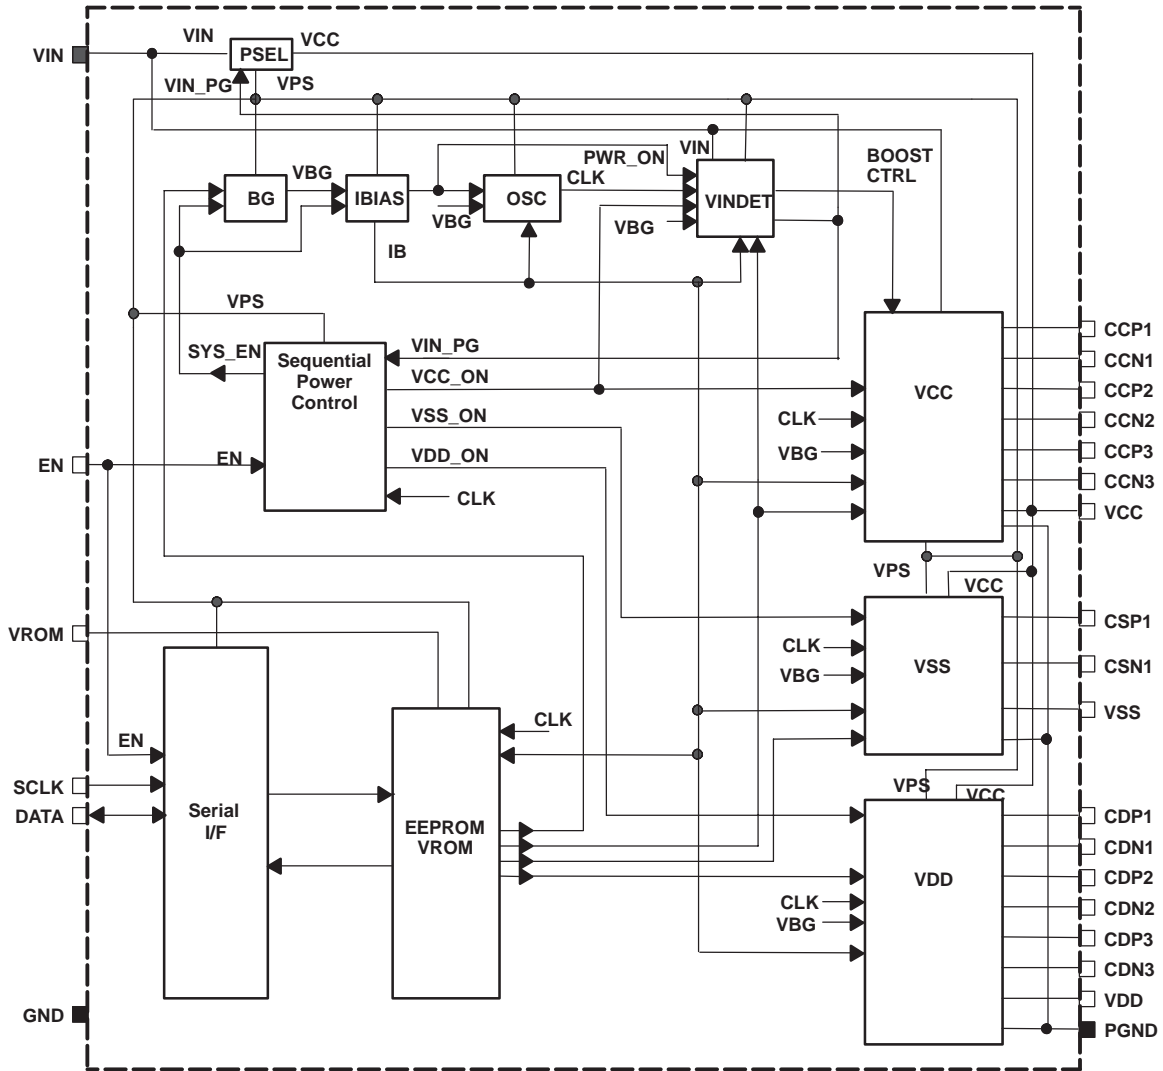 VIN
VCC
VIN
PSEL
VIN_PG
VPS
VIN
PWR_ON
BOOST
CTRL
VBG
CLK
BG
IBIAS
OSC
VINDET
VBG
VBG
IB
VPS
CCP1
SYS_EN
VIN_PG
Sequential
Power
Control
CCN1
VCC_ON
VCC
CCP2
VSS_ON
CLK
CCN2
VBG
CCP3
EN
EN
VDD_ON
CCN3
CLK
VCC
VPS
VCC
CSP1
VROM
CLK
VSS
CSN1
VBG
VSS
CLK
EN
VPS
VCC
SCLK
DATA
Serial
I/F
EEPROM
VROM
CDP1
CDN1
VDD
CDP2
CLK
CDN2
VBG
CDP3
CDN3
VDD
GND
PGND